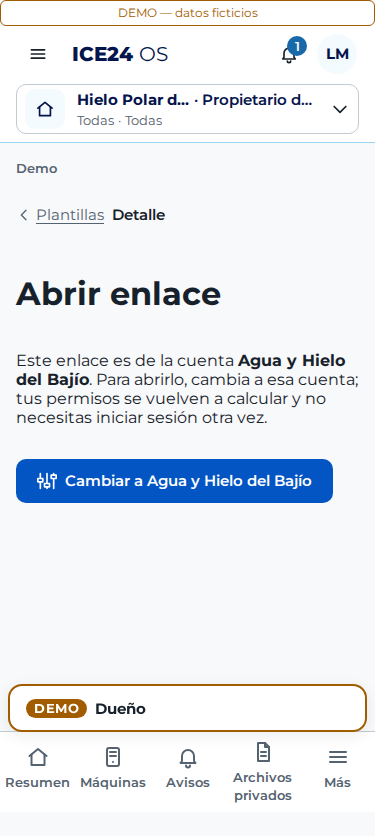 DEMO — datos ficticios
ICE24 OS
1
LM
Hielo Polar d... · Propietario d...
Todas · Todas
Demo
Plantillas Detalle
Abrir enlace
Este enlace es de la cuenta Agua y Hielo
del Bajío. Para abrirlo, cambia a esa cuenta;
tus permisos se vuelven a calcular y no
necesitas iniciar sesión otra vez.
Cambiar a Agua y Hielo del Bajío
DEMO Dueño
Resumen Máquinas Avisos Archivos privados Más